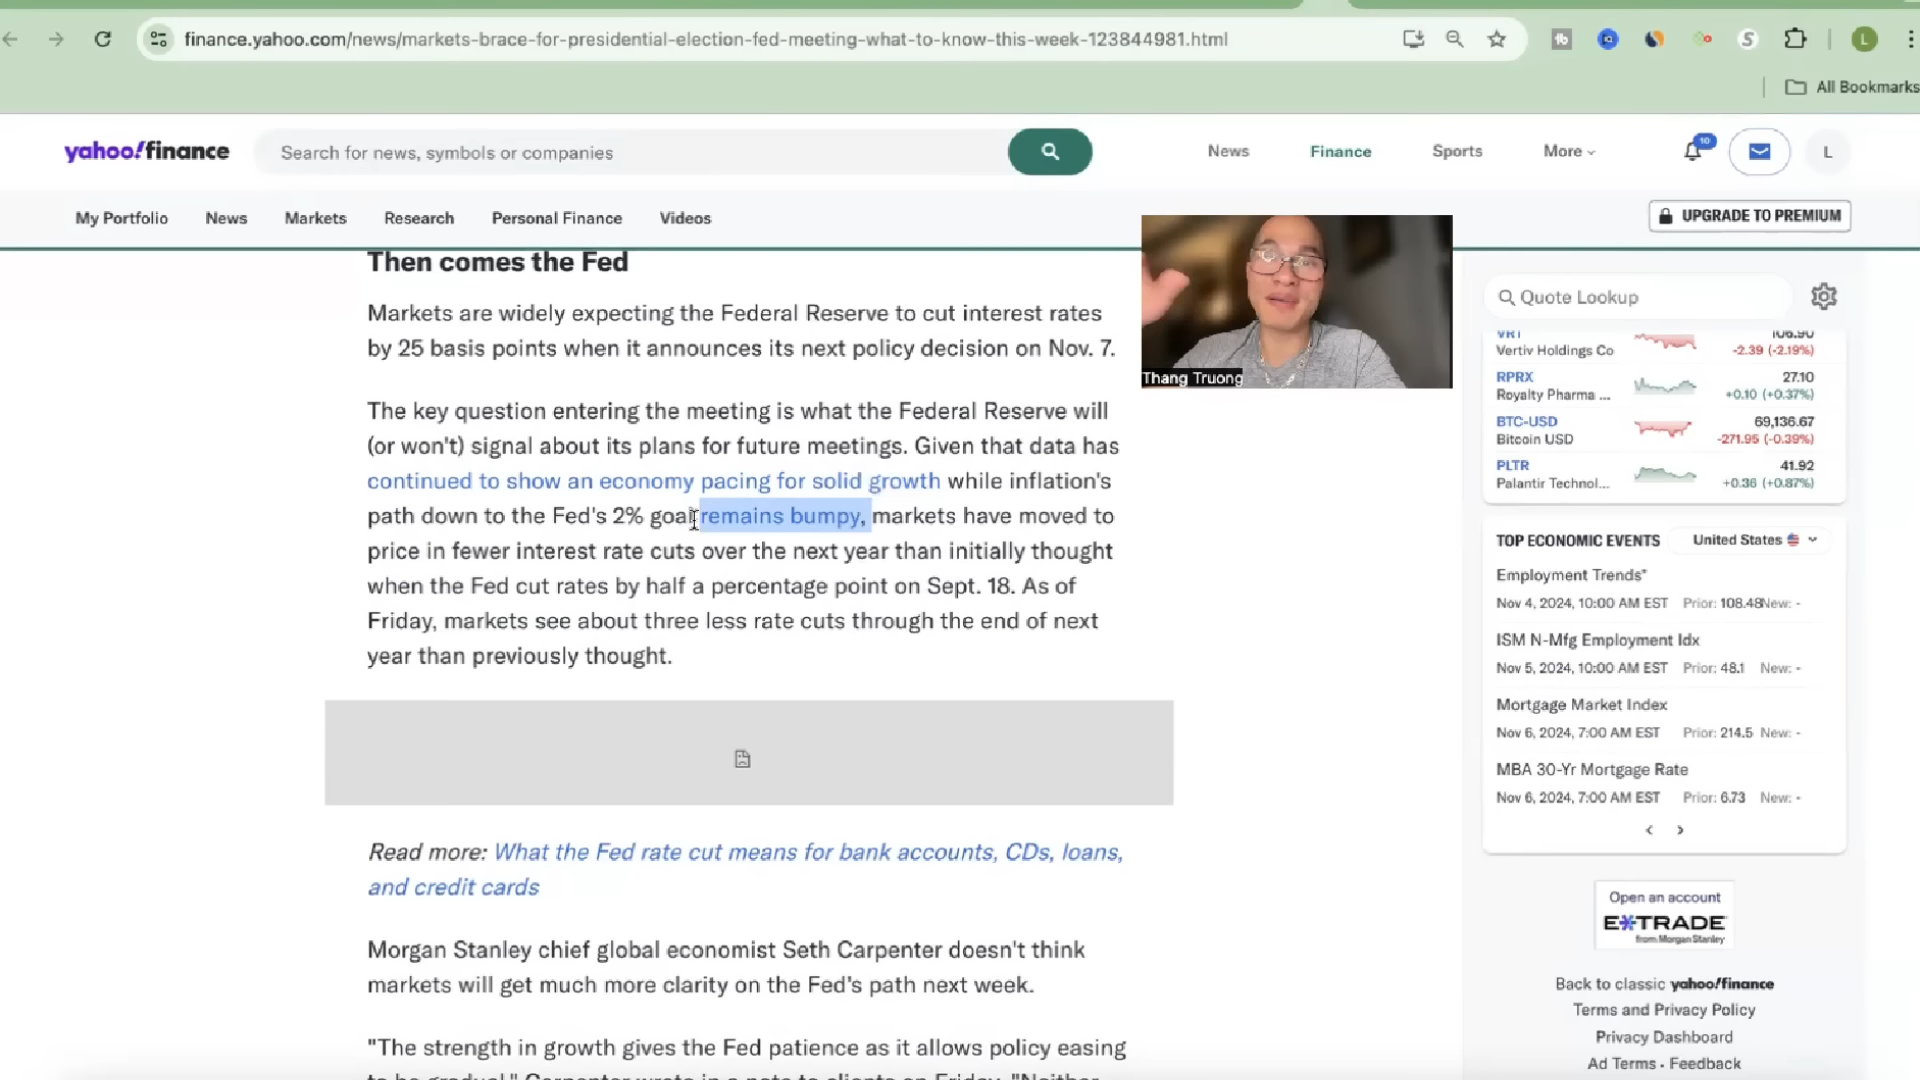 finance.yahoo.com/news/markets-brace-for-presidential-election-fed-meeting-what-to-know-this-week-123844981.html
L
All Bookmarks
yahoo!finance
Search for news, symbols or companies
News
Finance
Sports
More
10
L
My Portfolio
News
Markets
Research
Personal Finance
Videos
UPGRADE TO PREMIUM
Then comes the Fed
Markets are widely expecting the Federal Reserve to cut interest rates
by 25 basis points when it announces its next policy decision on Nov. 7.
The key question entering the meeting is what the Federal Reserve will
(or won't) signal about its plans for future meetings. Given that data has
continued to show an economy pacing for solid growth while inflation's
path down to the Fed's 2% goal remains bumpy, markets have moved to
price in fewer interest rate cuts over the next year than initially thought
when the Fed cut rates by half a percentage point on Sept. 18. As of
Friday, markets see about three less rate cuts through the end of next
year than previously thought.
Read more: What the Fed rate cut means for bank accounts, CDs, loans,
and credit cards
Morgan Stanley chief global economist Seth Carpenter doesn't think
markets will get much more clarity on the Fed's path next week.
"The strength in growth gives the Fed patience as it allows policy easing
to be gradual," Carpenter wrote in a note to clients on Friday. "Neither
Thang Truong
Quote Lookup
VRT 106.90
Vertiv Holdings Co -2.39 (-2.19%)
RPRX 27.10
Royalty Pharma ... +0.10 (+0.37%)
BTC-USD 69,136.67
Bitcoin USD -271.95 (-0.39%)
PLTR 41.92
Palantir Technol... +0.36 (+0.87%)
TOP ECONOMIC EVENTS United States
Employment Trends*
Nov 4, 2024, 10:00 AM EST Prior: 108.48 New: -
ISM N-Mfg Employment Idx
Nov 5, 2024, 10:00 AM EST Prior: 48.1 New: -
Mortgage Market Index
Nov 6, 2024, 7:00 AM EST Prior: 214.5 New: -
MBA 30-Yr Mortgage Rate
Nov 6, 2024, 7:00 AM EST Prior: 6.73 New: -
Open an account
E*TRADE
from Morgan Stanley
Back to classic yahoo!finance
Terms and Privacy Policy
Privacy Dashboard
Ad Terms • Feedback